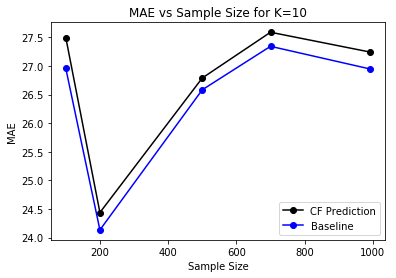 MAE vs Sample Size for K=10
27.5
27.0
26.5
26.0
25.5
25.0
24.5
24.0
MAE
200
400
600
800
1000
Sample Size
CF Prediction
Baseline